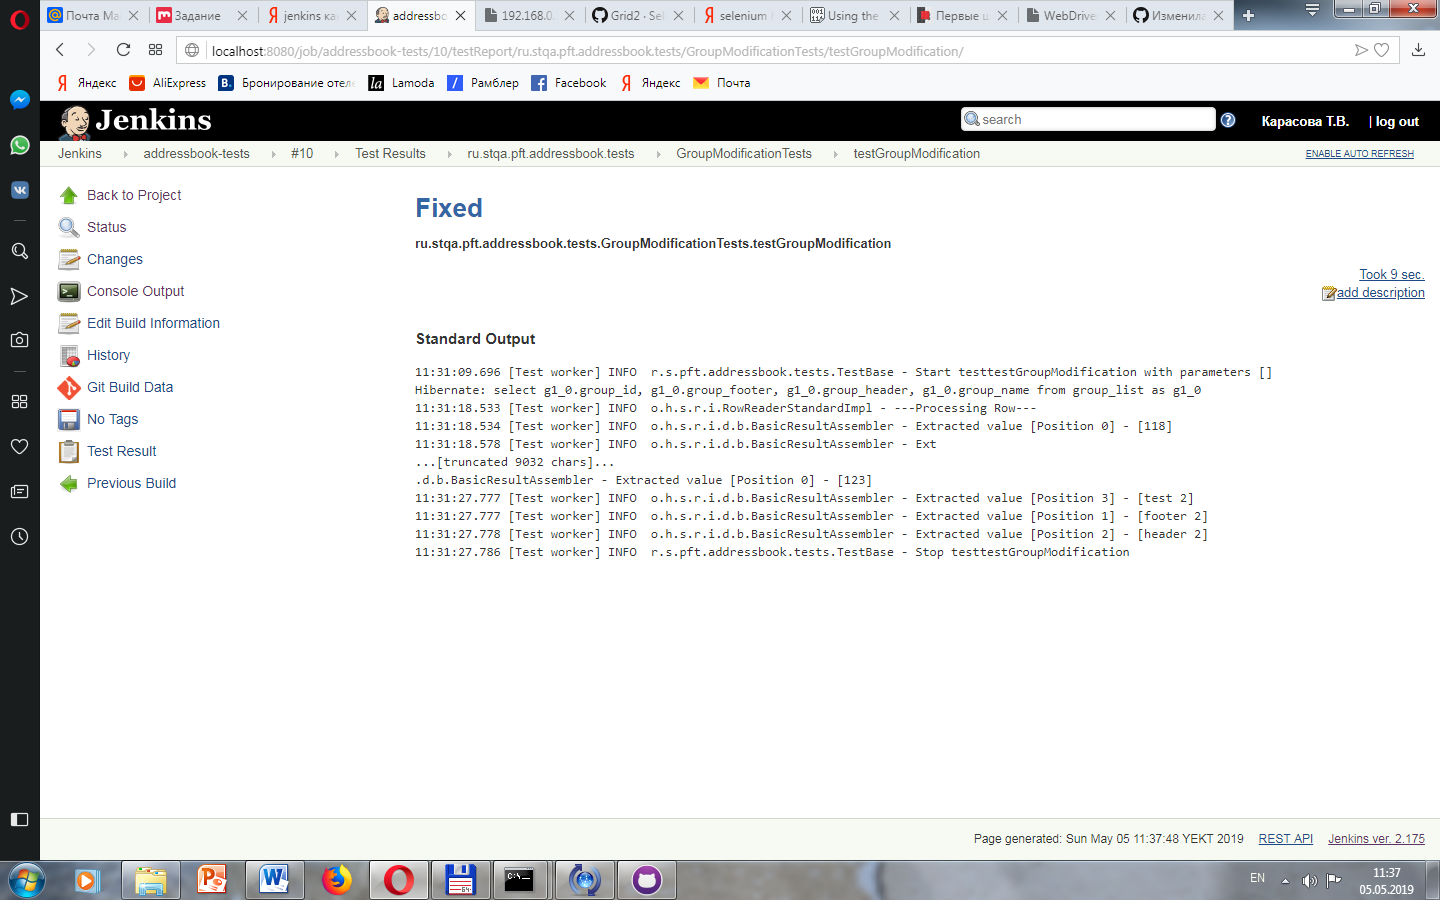 Почта Ма
Задание
jenkins ка
addressbo
192.168.0.
Grid2 · Sel
selenium h
Using the
Первые ш
WebDrive
Изменила
localhost:8080/job/addressbook-tests/10/testReport/ru.stqa.pft.addressbook.tests/GroupModificationTests/testGroupModification/
Яндекс
AliExpress
Бронирование отеле
Lamoda
Рамблер
Facebook
Яндекс
Почта
Jenkins
search
Карасова Т.В.
| log out
Jenkins
addressbook-tests
#10
Test Results
ru.stqa.pft.addressbook.tests
GroupModificationTests
testGroupModification
ENABLE AUTO REFRESH
Back to Project
Status
Changes
Console Output
Edit Build Information
History
Git Build Data
No Tags
Test Result
Previous Build
Fixed
ru.stqa.pft.addressbook.tests.GroupModificationTests.testGroupModification
Took 9 sec.
add description
Standard Output
11:31:09.696 [Test worker] INFO  r.s.pft.addressbook.tests.TestBase - Start testtestGroupModification with parameters []
Hibernate: select g1_0.group_id, g1_0.group_footer, g1_0.group_header, g1_0.group_name from group_list as g1_0
11:31:18.533 [Test worker] INFO  o.h.s.r.i.RowReaderStandardImpl - ---Processing Row---
11:31:18.534 [Test worker] INFO  o.h.s.r.i.d.b.BasicResultAssembler - Extracted value [Position 0] - [118]
11:31:18.578 [Test worker] INFO  o.h.s.r.i.d.b.BasicResultAssembler - Ext
...[truncated 9032 chars]...
.d.b.BasicResultAssembler - Extracted value [Position 0] - [123]
11:31:27.777 [Test worker] INFO  o.h.s.r.i.d.b.BasicResultAssembler - Extracted value [Position 3] - [test 2]
11:31:27.777 [Test worker] INFO  o.h.s.r.i.d.b.BasicResultAssembler - Extracted value [Position 1] - [footer 2]
11:31:27.778 [Test worker] INFO  o.h.s.r.i.d.b.BasicResultAssembler - Extracted value [Position 2] - [header 2]
11:31:27.786 [Test worker] INFO  r.s.pft.addressbook.tests.TestBase - Stop testtestGroupModification
Page generated: Sun May 05 11:37:48 YEKT 2019
REST API
Jenkins ver. 2.175
EN
11:37
05.05.2019